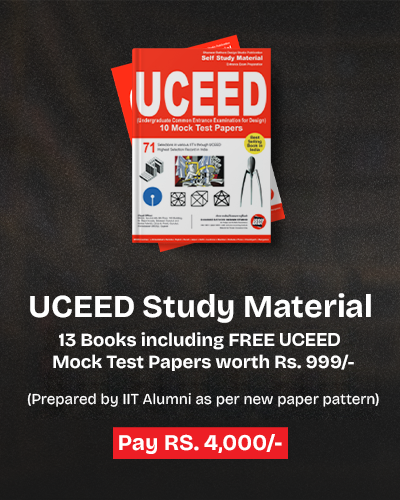 Self Study Material
UCEED
(Undergraduate Common Entrance Examination for Design)
10 Mock Test Papers
71
Selections in various IITs through UCEED
Highest Selection Record in India
Best
Selling
Book in
India
UCEED Study Material
13 Books including FREE UCEED
Mock Test Papers worth Rs. 999/-
(Prepared by IIT Alumni as per new paper pattern)
Pay RS. 4,000/-